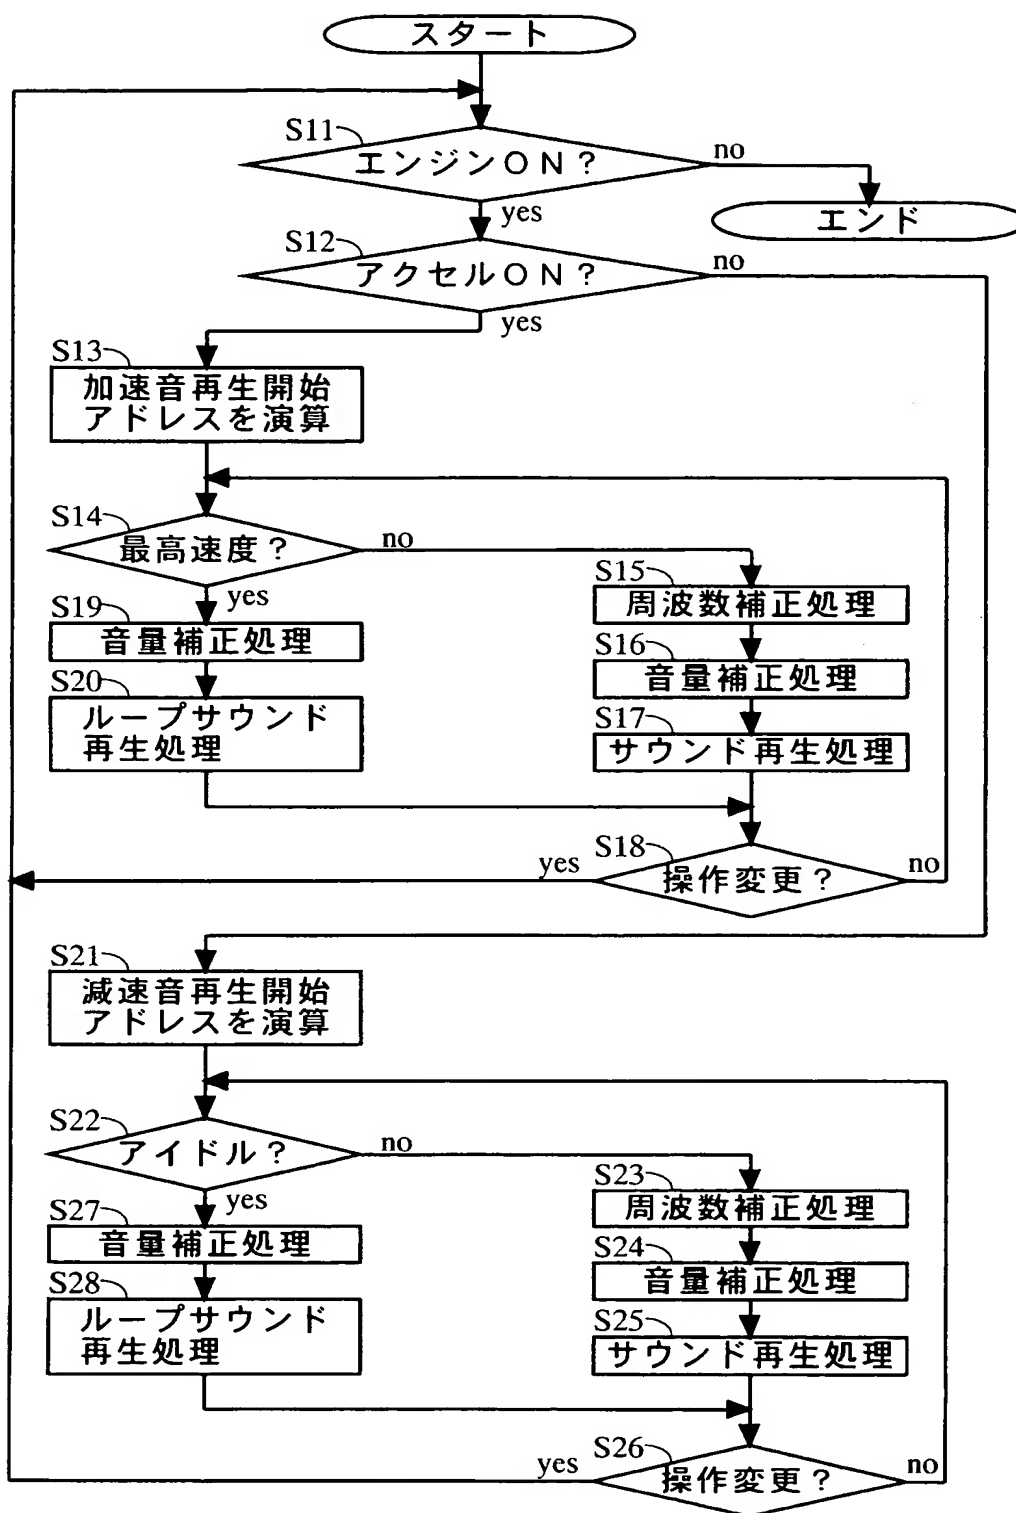 スタート
S11
エンジンON?
no
yes
エンド
S12
アクセルON?
no
yes
S13
加速音再生開始
アドレスを演算
S14
最高速度?
no
yes
S15
周波数補正処理
S19
音量補正処理
S16
音量補正処理
S20
ループサウンド
再生処理
S17
サウンド再生処理
S18
操作変更?
yes
no
S21
減速音再生開始
アドレスを演算
S22
アイドル?
no
yes
S23
周波数補正処理
S27
音量補正処理
S24
音量補正処理
S28
ループサウンド
再生処理
S25
サウンド再生処理
S26
操作変更?
yes
no